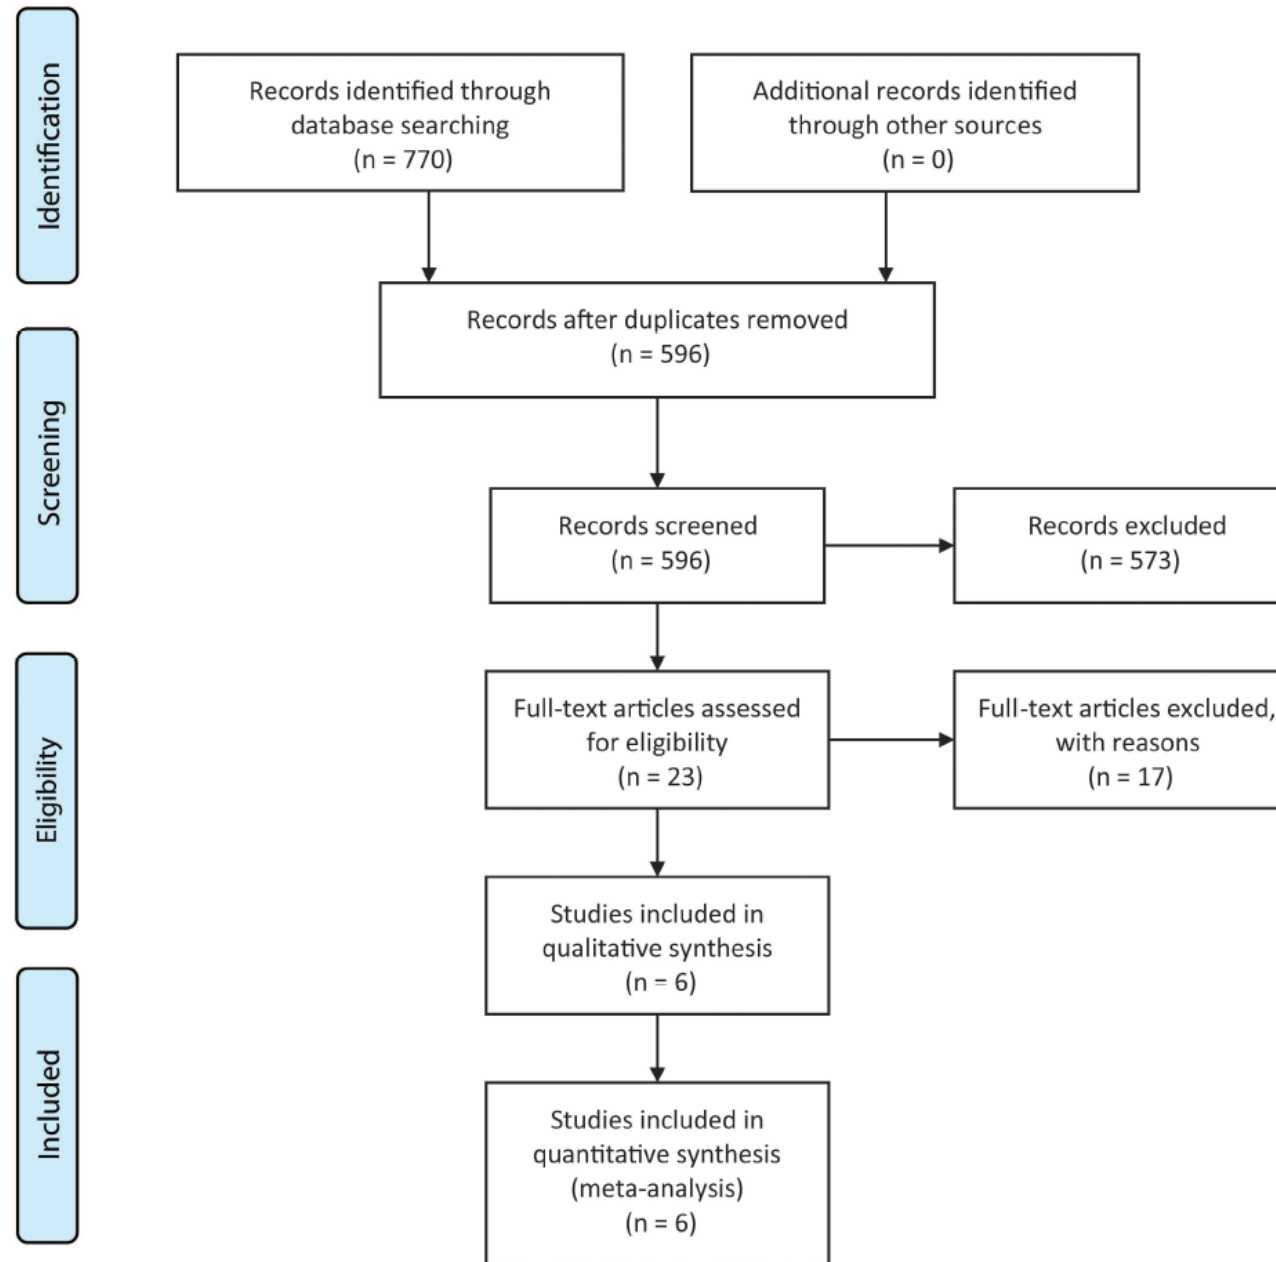 Identification
Records identified through
database searching
(n = 770)
Additional records identified
through other sources
(n = 0)
Records after duplicates removed
(n = 596)
Screening
Records screened
(n = 596)
Records excluded
(n = 573)
Eligibility
Full-text articles assessed
for eligibility
(n = 23)
Full-text articles excluded,
with reasons
(n = 17)
Studies included in
qualitative synthesis
(n = 6)
Included
Studies included in
quantitative synthesis
(meta-analysis)
(n = 6)